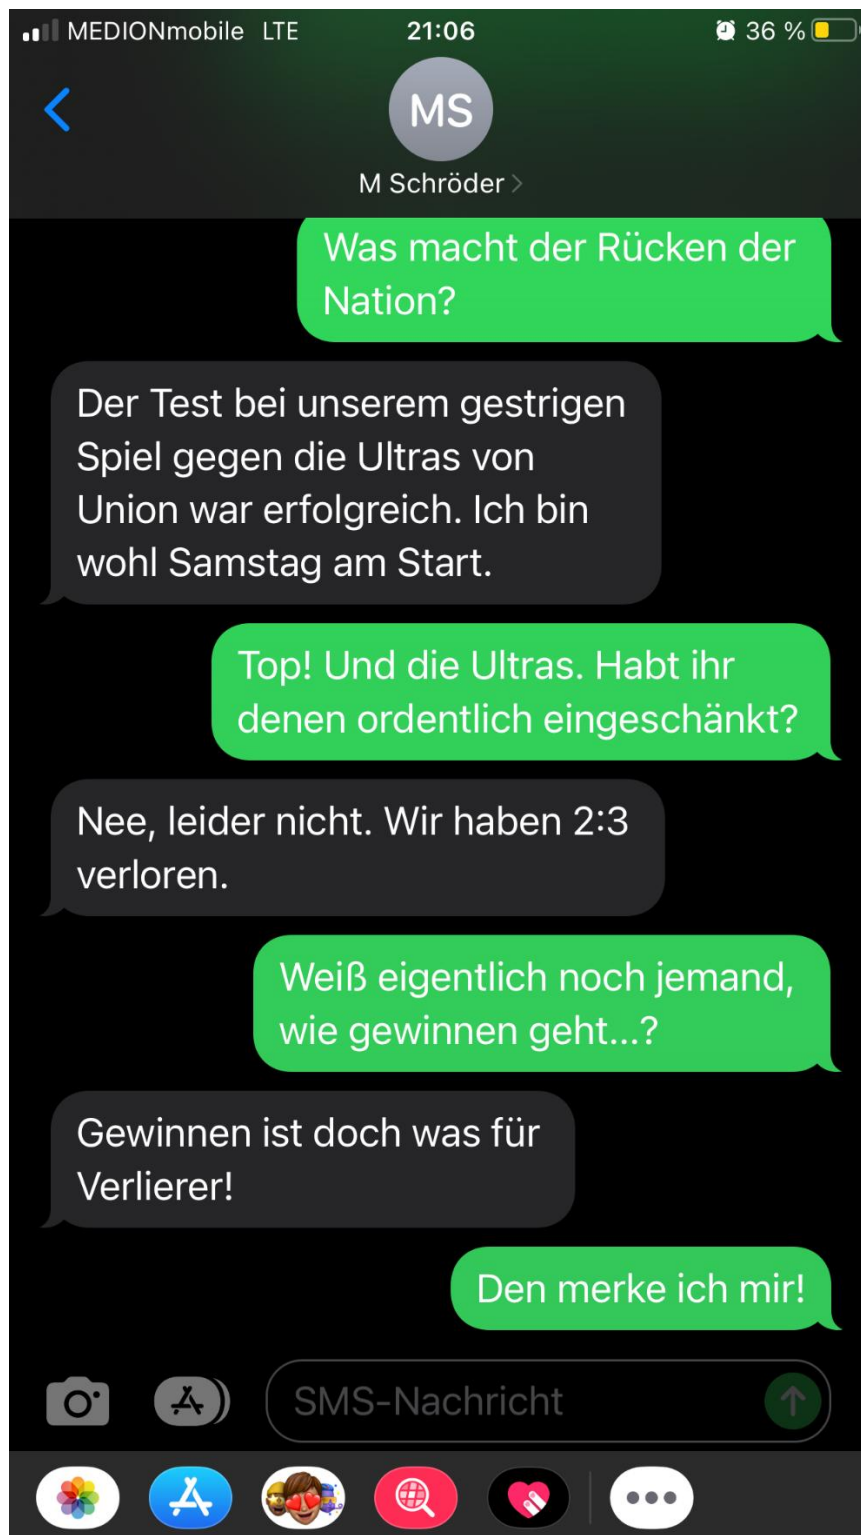 MEDIONmobile LTE 21:06 36 %
MS
M Schröder
Was macht der Rücken der
Nation?
Der Test bei unserem gestrigen
Spiel gegen die Ultras von
Union war erfolgreich. Ich bin
wohl Samstag am Start.
Top! Und die Ultras. Habt ihr
denen ordentlich eingeschänkt?
Nee, leider nicht. Wir haben 2:3
verloren.
Weiß eigentlich noch jemand,
wie gewinnen geht...?
Gewinnen ist doch was für
Verlierer!
Den merke ich mir!
SMS-Nachricht